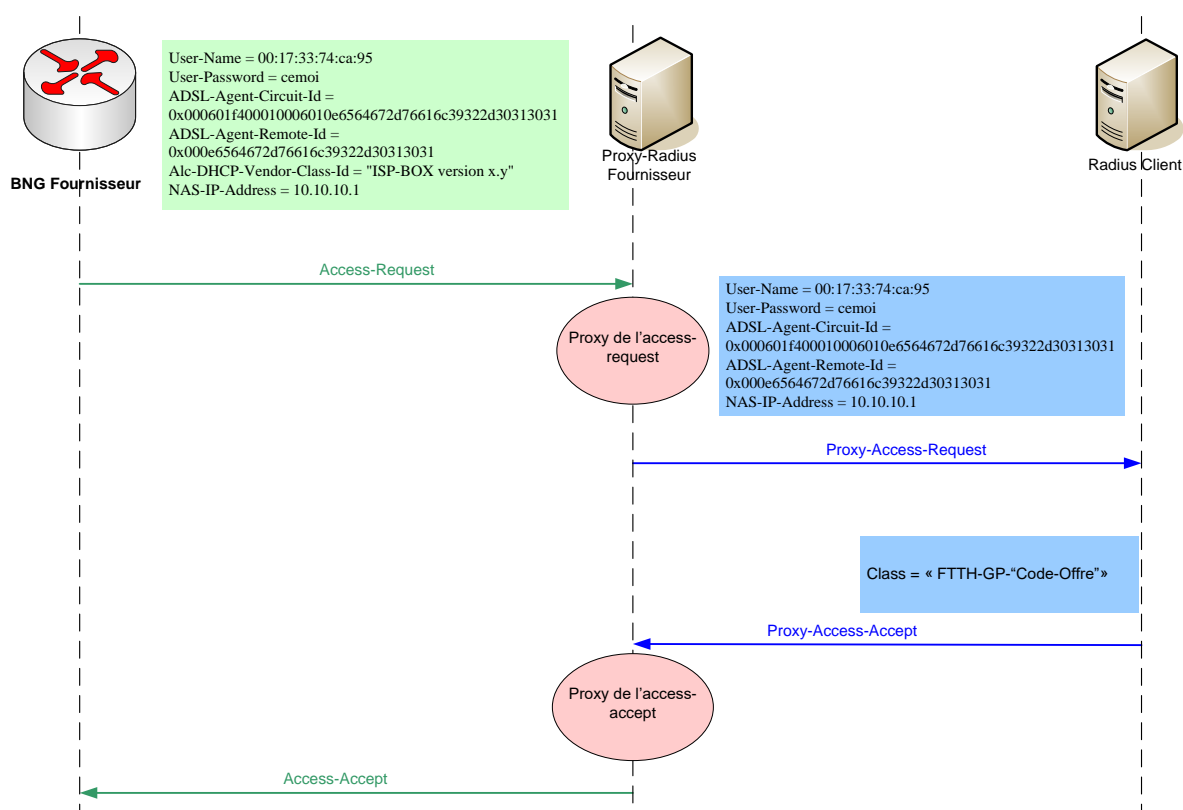 User-Name = 00:17:33:74:ca:95
User-Password = cemoi
ADSL-Agent-Circuit-Id =
0x000601f400010006010e6564672d76616c39322d30313031
ADSL-Agent-Remote-Id =
0x000e6564672d76616c39322d30313031
Alc-DHCP-Vendor-Class-Id = "ISP-BOX version x.y"
NAS-IP-Address = 10.10.10.1
BNG Fournisseur
Proxy-Radius
Fournisseur
Radius Client
Access-Request
Proxy de l’access-
request
User-Name = 00:17:33:74:ca:95
User-Password = cemoi
ADSL-Agent-Circuit-Id =
0x000601f400010006010e6564672d76616c39322d30313031
ADSL-Agent-Remote-Id =
0x000e6564672d76616c39322d30313031
NAS-IP-Address = 10.10.10.1
Proxy-Access-Request
Class = « FTTH-GP-“Code-Offre”»
Proxy-Access-Accept
Proxy de l’access-
accept
Access-Accept